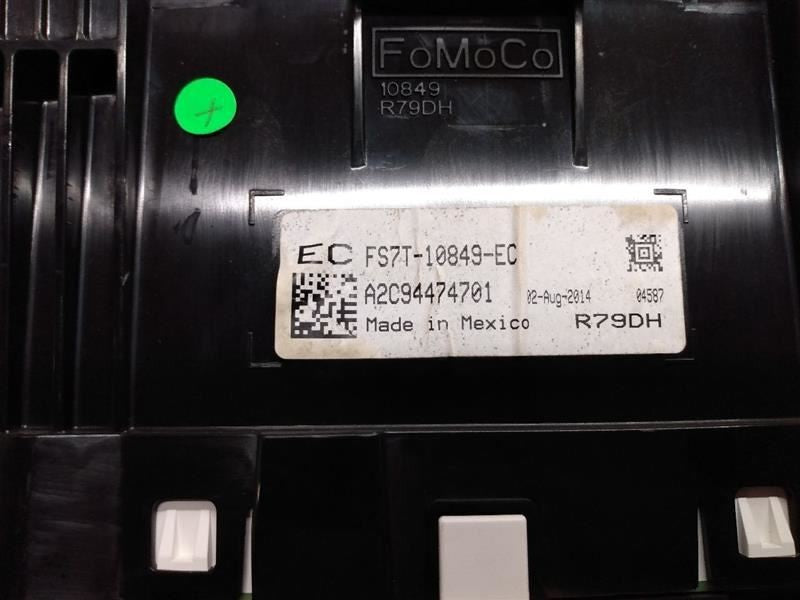 FoMoCo
10849
R79DH
EC FS7T-10849-EC
A2C94474701 02-Aug-2014 04587
Made in Mexico R79DH